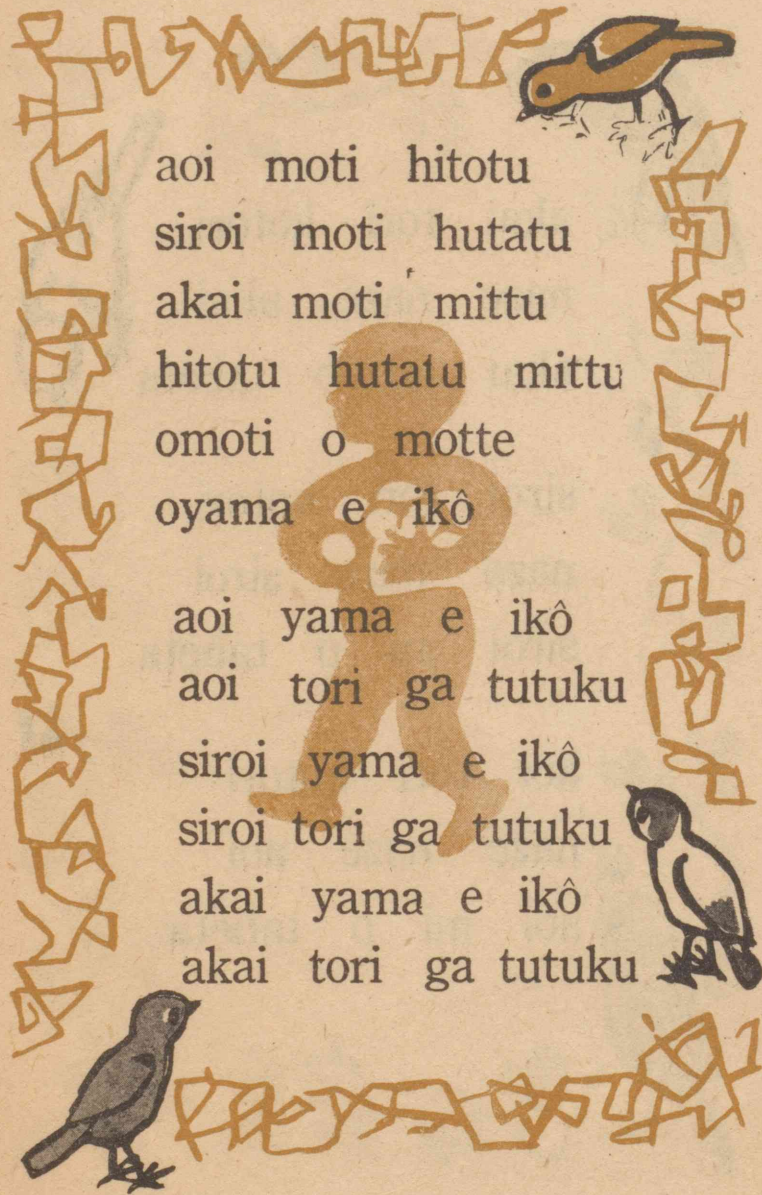 aoi moti hitotu
siroi moti hutatu
akai moti mittu
hitotu hutatu mittu
omoti o motte
oyama e ikô
aoi yama e ikô
aoi tori ga tutuku
siroi yama e ikô
siroi tori ga tutuku
akai yama e ikô
akai tori ga tutuku